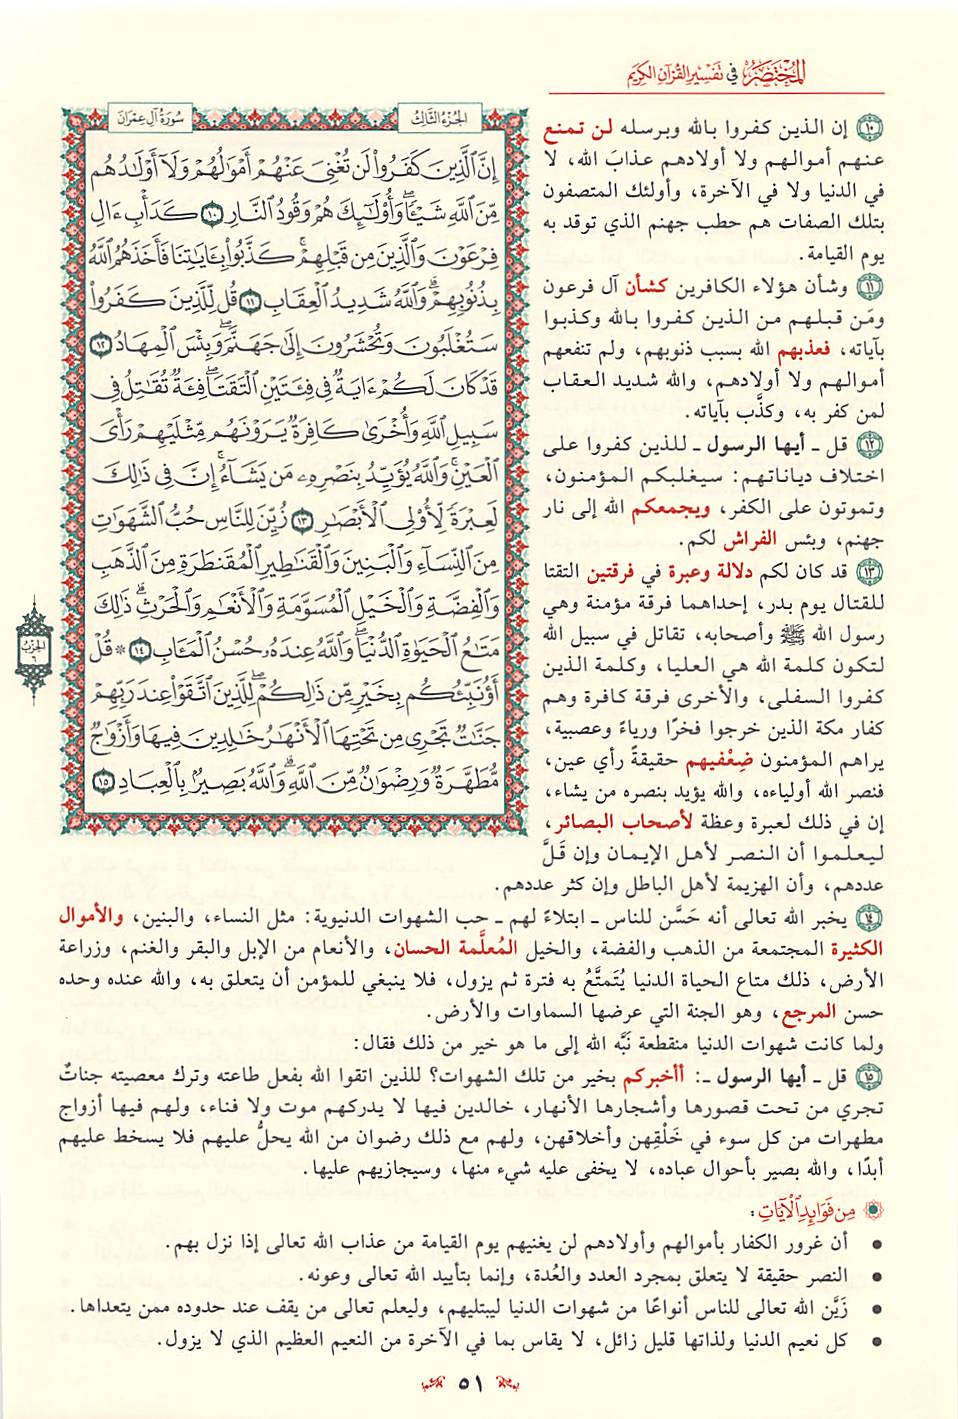 المُخْتَصَرُ في تَفْسِيرِ القُرْآنِ الكَرِيمِ
الجُزْءُ الثَّالِثُ
سُورَةُ آلِ عِمْرَانَ
إِنَّ ٱلَّذِينَ كَفَرُواْ لَن تُغْنِيَ عَنْهُمْ أَمْوَٰلُهُمْ وَلَآ أَوْلَٰدُهُم
مِّنَ ٱللَّهِ شَيْـًٔا ۖ وَأُوْلَٰٓئِكَ هُمْ وَقُودُ ٱلنَّارِ ١٠ كَدَأْبِ ءَالِ
فِرْعَوْنَ وَٱلَّذِينَ مِن قَبْلِهِمْ ۚ كَذَّبُواْ بِـَٔايَٰتِنَا فَأَخَذَهُمُ ٱللَّهُ
بِذُنُوبِهِمْ ۗ وَٱللَّهُ شَدِيدُ ٱلْعِقَابِ ١١ قُل لِّلَّذِينَ كَفَرُواْ
سَتُغْلَبُونَ وَتُحْشَرُونَ إِلَىٰ جَهَنَّمَ ۚ وَبِئْسَ ٱلْمِهَادُ ١٢
قَدْ كَانَ لَكُمْ ءَايَةٌ فِي فِئَتَيْنِ ٱلْتَقَتَا ۖ فِئَةٌ تُقَٰتِلُ فِي
سَبِيلِ ٱللَّهِ وَأُخْرَىٰ كَافِرَةٌ يَرَوْنَهُم مِّثْلَيْهِمْ رَأْيَ
ٱلْعَيْنِ ۚ وَٱللَّهُ يُؤَيِّدُ بِنَصْرِهِۦ مَن يَشَآءُ ۗ إِنَّ فِي ذَٰلِكَ
لَعِبْرَةً لِّأُوْلِي ٱلْأَبْصَٰرِ ١٣ زُيِّنَ لِلنَّاسِ حُبُّ ٱلشَّهَوَٰتِ
مِنَ ٱلنِّسَآءِ وَٱلْبَنِينَ وَٱلْقَنَٰطِيرِ ٱلْمُقَنطَرَةِ مِنَ ٱلذَّهَبِ
وَٱلْفِضَّةِ وَٱلْخَيْلِ ٱلْمُسَوَّمَةِ وَٱلْأَنْعَٰمِ وَٱلْحَرْثِ ۗ ذَٰلِكَ
مَتَٰعُ ٱلْحَيَوٰةِ ٱلدُّنْيَا ۖ وَٱللَّهُ عِندَهُۥ حُسْنُ ٱلْمَـَٔابِ ١٤ ۞ قُلْ
أَؤُنَبِّئُكُم بِخَيْرٍ مِّن ذَٰلِكُمْ ۚ لِلَّذِينَ ٱتَّقَوْاْ عِندَ رَبِّهِمْ
جَنَّٰتٌ تَجْرِي مِن تَحْتِهَا ٱلْأَنْهَٰرُ خَٰلِدِينَ فِيهَا وَأَزْوَٰجٌ
مُّطَهَّرَةٌ وَرِضْوَٰنٌ مِّنَ ٱللَّهِ ۗ وَٱللَّهُ بَصِيرٌۢ بِٱلْعِبَادِ ١٥
الحزب
٦
١٠ إن الذين كفروا بالله وبرسله لن تمنع
عنهم أموالهم ولا أولادهم عذابَ الله، لا
في الدنيا ولا في الآخرة، وأولئك المتصفون
بتلك الصفات هم حطب جهنم الذي توقد به
يوم القيامة.
١١ وشأن هؤلاء الكافرين كشأن آل فرعون
ومَن قبلهم من الذين كفروا بالله وكذبوا
بآياته، فعذبهم الله بسبب ذنوبهم، ولم تنفعهم
أموالهم ولا أولادهم، والله شديد العقاب
لمن كفر به، وكذَّب بآياته.
١٢ قل ـ أيها الرسول ـ للذين كفروا على
اختلاف دياناتهم: سيغلبكم المؤمنون،
وتموتون على الكفر، ويجمعكم الله إلى نار
جهنم، وبئس الفراش لكم.
١٣ قد كان لكم دلالة وعبرة في فرقتين التقتا
للقتال يوم بدر، إحداهما فرقة مؤمنة وهي
رسول الله ﷺ وأصحابه، تقاتل في سبيل الله
لتكون كلمة الله هي العليا، وكلمة الذين
كفروا السفلى، والأخرى فرقة كافرة وهم
كفار مكة الذين خرجوا فخرًا ورياءً وعصبية،
يراهم المؤمنون ضِعْفيهم حقيقةً رأي عين،
فنصر الله أولياءه، والله يؤيد بنصره من يشاء،
إن في ذلك لعبرة وعظة لأصحاب البصائر،
ليعلموا أن النصر لأهل الإيمان وإن قَلَّ
عددهم، وأن الهزيمة لأهل الباطل وإن كثر عددهم.
١٤ يخبر الله تعالى أنه حَسَّن للناس ـ ابتلاءً لهم ـ حب الشهوات الدنيوية: مثل النساء، والبنين، والأموال
الكثيرة المجتمعة من الذهب والفضة، والخيل المُعلَّمة الحسان، والأنعام من الإبل والبقر والغنم، وزراعة
الأرض، ذلك متاع الحياة الدنيا يُتَمتَّعُ به فترة ثم يزول، فلا ينبغي للمؤمن أن يتعلق به، والله عنده وحده
حسن المرجع، وهو الجنة التي عرضها السماوات والأرض.
ولما كانت شهوات الدنيا منقطعة نَبَّه الله إلى ما هو خير من ذلك فقال:
١٥ قل ـ أيها الرسول ـ: أأخبركم بخير من تلك الشهوات؟ للذين اتقوا الله بفعل طاعته وترك معصيته جناتٌ
تجري من تحت قصورها وأشجارها الأنهار، خالدين فيها لا يدركهم موت ولا فناء، ولهم فيها أزواج
مطهرات من كل سوء في خَلْقِهن وأخلاقهن، ولهم مع ذلك رضوان من الله يحلُّ عليهم فلا يسخط عليهم
أبدًا، والله بصير بأحوال عباده، لا يخفى عليه شيء منها، وسيجازيهم عليها.
مِن فَوَائِدِ الآيَاتِ:
• أن غرور الكفار بأموالهم وأولادهم لن يغنيهم يوم القيامة من عذاب الله تعالى إذا نزل بهم.
• النصر حقيقة لا يتعلق بمجرد العدد والعُدة، وإنما بتأييد الله تعالى وعونه.
• زَيَّن الله تعالى للناس أنواعًا من شهوات الدنيا ليبتليهم، وليعلم تعالى من يقف عند حدوده ممن يتعداها.
• كل نعيم الدنيا ولذاتها قليل زائل، لا يقاس بما في الآخرة من النعيم العظيم الذي لا يزول.
٥١